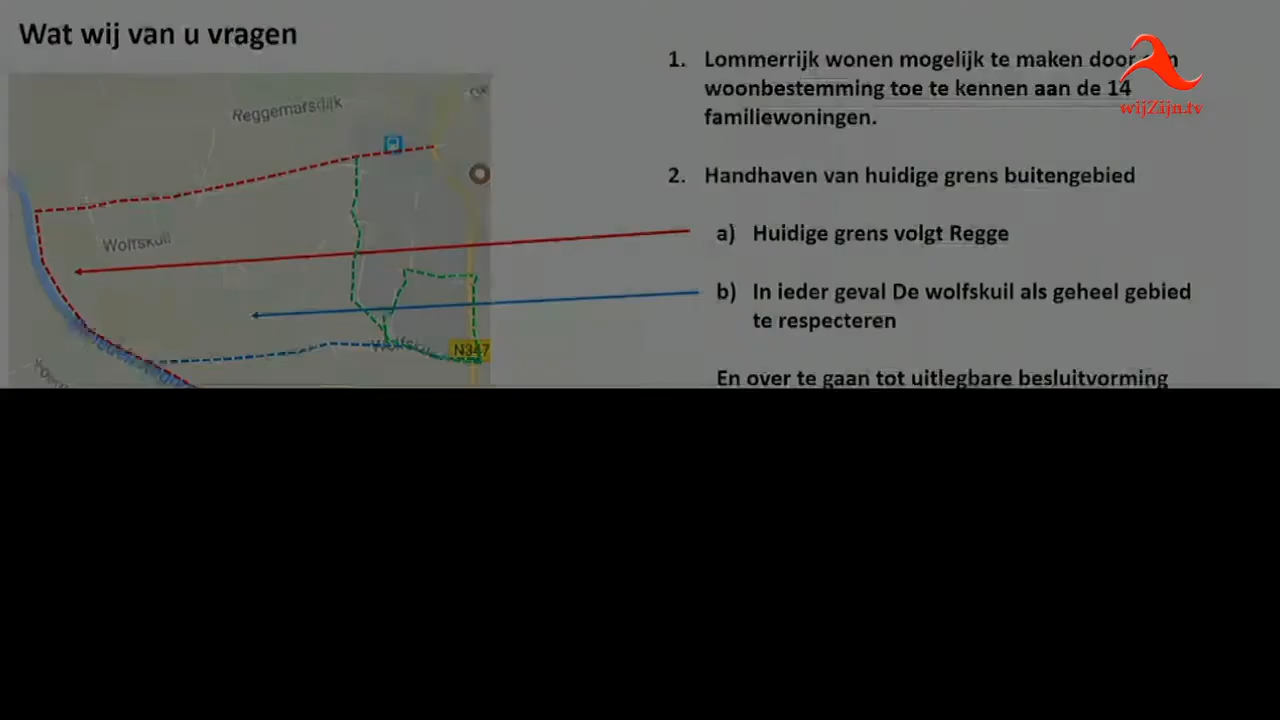 Wat wij van u vragen
1. Lommerrijk wonen mogelijk te maken door een
woonbestemming toe te kennen aan de 14
familiewoningen.
2. Handhaven van huidige grens buitengebied
a) Huidige grens volgt Regge
b) In ieder geval De wolfskuil als geheel gebied
te respecteren
En over te gaan tot uitlegbare besluitvorming
wijZijn.tv
Reggemarsdijk
Wolfskuil
N347